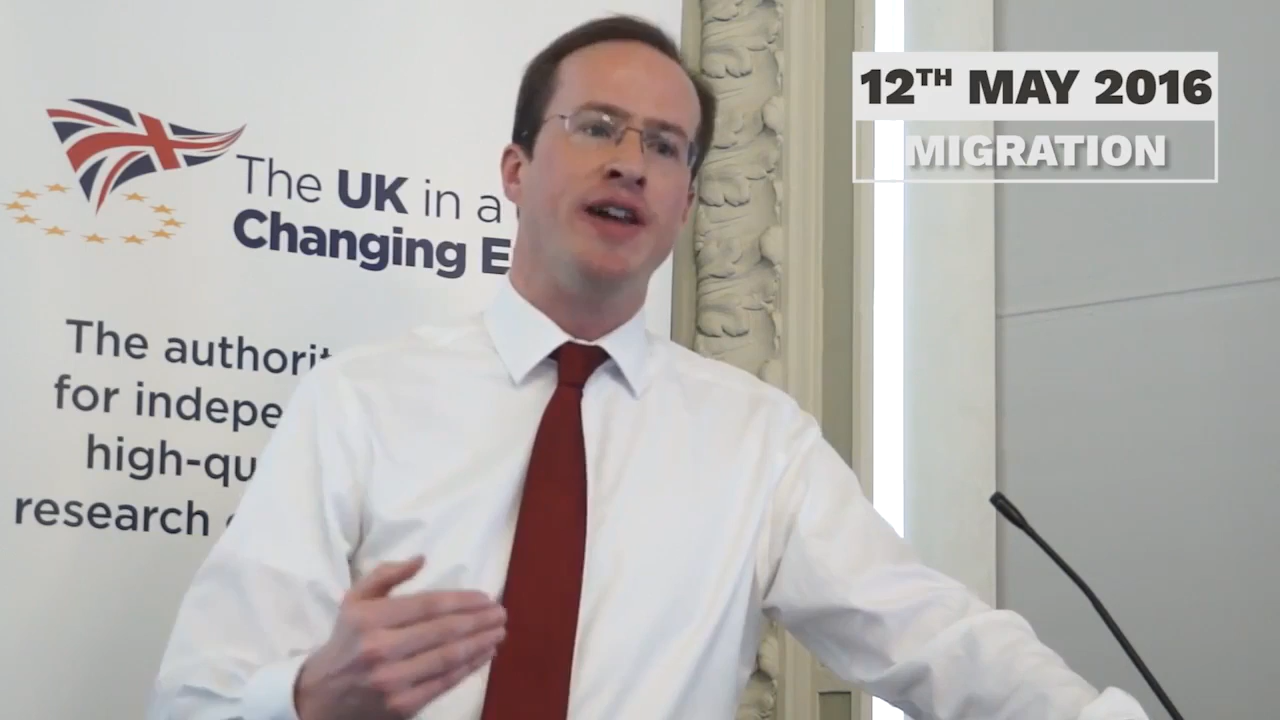 12TH MAY 2016
MIGRATION
The UK in a
Changing E
The authorit
for indepe
high-qu
research